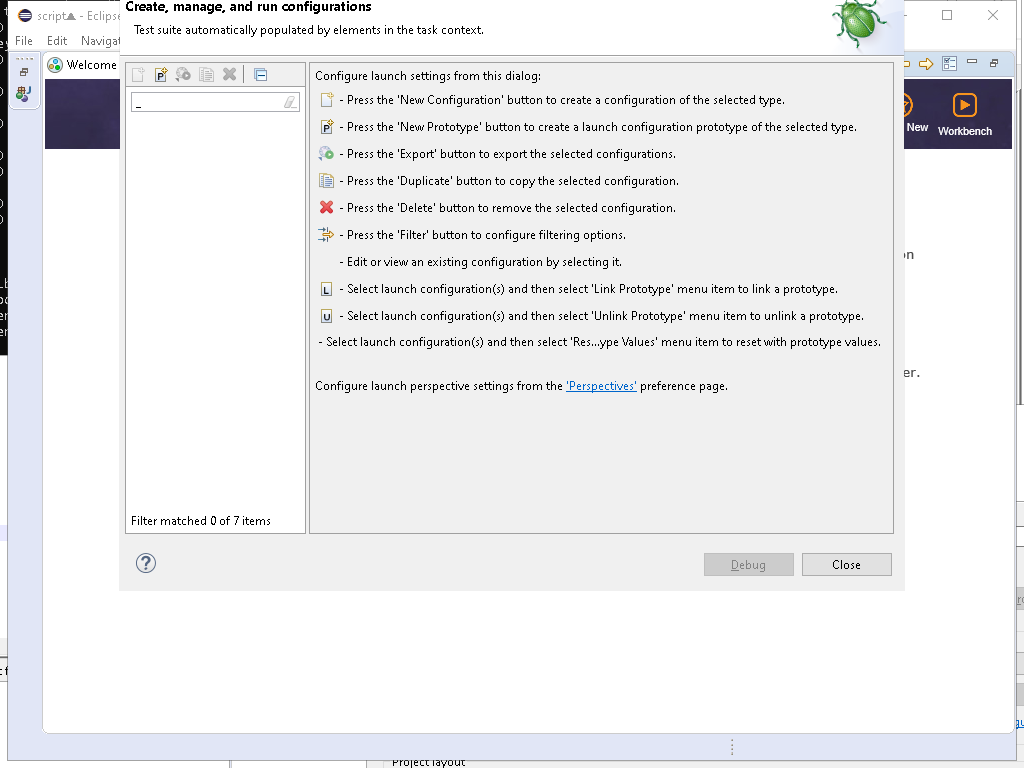 Create, manage, and run configurations
Test suite automatically populated by elements in the task context.
script▲ - Eclipse
File Edit Navigat
Welcome
New
Workbench
_
Configure launch settings from this dialog:
- Press the 'New Configuration' button to create a configuration of the selected type.
- Press the 'New Prototype' button to create a launch configuration prototype of the selected type.
- Press the 'Export' button to export the selected configurations.
- Press the 'Duplicate' button to copy the selected configuration.
- Press the 'Delete' button to remove the selected configuration.
- Press the 'Filter' button to configure filtering options.
- Edit or view an existing configuration by selecting it.
- Select launch configuration(s) and then select 'Link Prototype' menu item to link a prototype.
- Select launch configuration(s) and then select 'Unlink Prototype' menu item to unlink a prototype.
- Select launch configuration(s) and then select 'Res...ype Values' menu item to reset with prototype values.
Configure launch perspective settings from the 'Perspectives' preference page.
on
er.
Filter matched 0 of 7 items
Debug
Close
Project layout